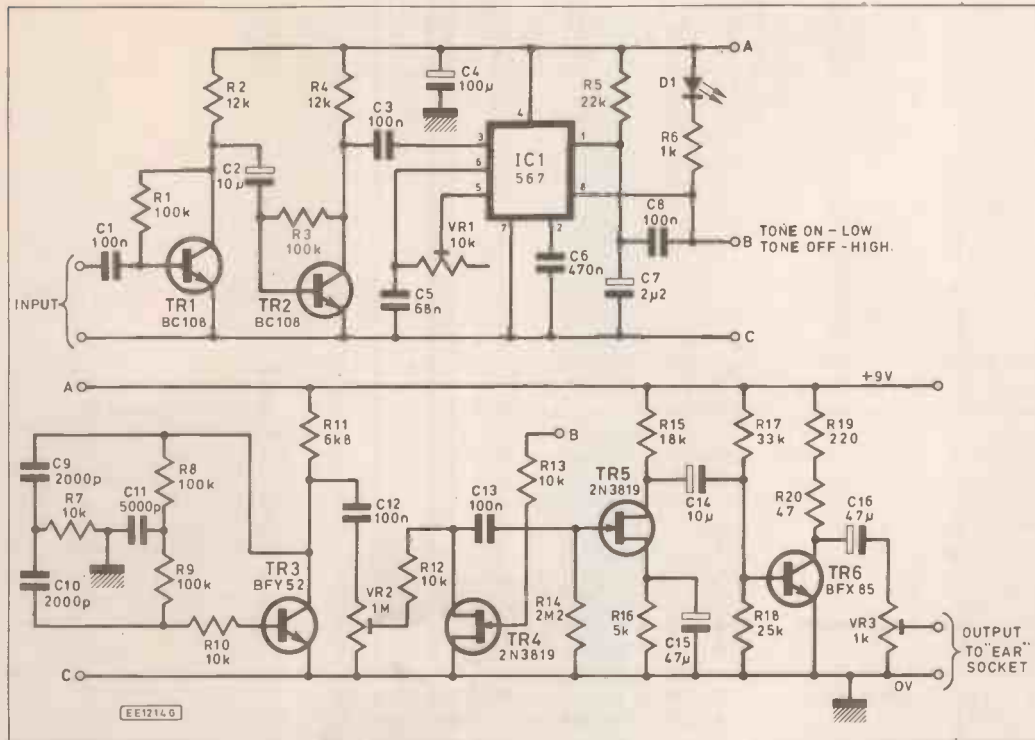 A
R2
12k
R4
12k
C4
100µ
C3
100n
R5
22k
D1
R6
1k
C2
10µ
R1
100k
R3
100k
C1
100n
INPUT
TR1
BC108
TR2
BC108
4
3
6
5
7
2
1
8
IC1
567
VR1
10k
C5
68n
C6
470n
C8
100n
C7
2µ2
B
TONE ON-LOW
TONE OFF-HIGH.
C
A
+9V
R11
6k8
R15
18k
R17
33k
R19
220
B
R13
10k
C9
2000p
R8
100k
R7
10k
C11
5000p
C10
2000p
R9
100k
R10
10k
TR3
BFY52
C12
100n
C13
100n
R12
10k
VR2
1M
TR4
2N3819
R14
2M2
TR5
2N3819
C14
10µ
R20
47
C16
47µ
TR6
BFX85
R16
5k
C15
47µ
R18
25k
VR3
1k
OUTPUT
TO "EAR"
SOCKET
C
0V
EE1214G